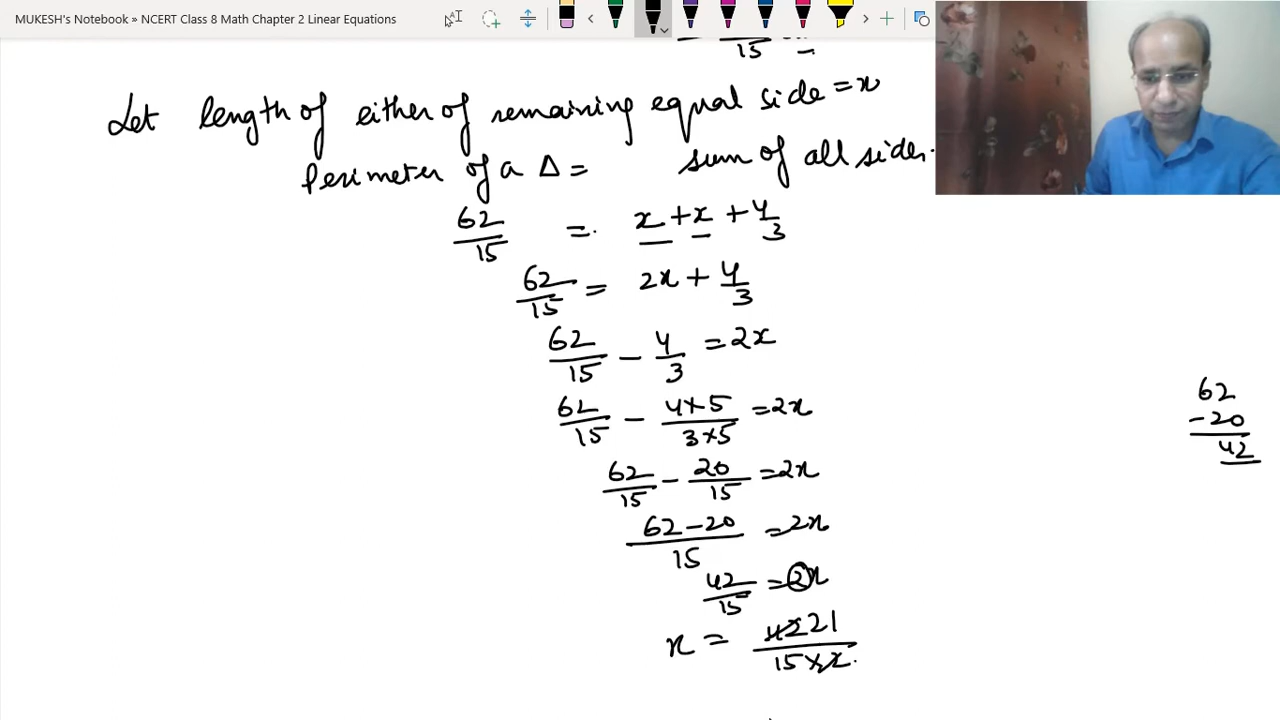 MUKESH's Notebook » NCERT Class 8 Math Chapter 2 Linear Equations
15
Let length of either of remaining equal side = x
Perimeter of a Δ = sum of all sides.
62/15 = x + x + 4/3
62/15 = 2x + 4/3
62/15 - 4/3 = 2x
62/15 - 4×5/3×5 = 2x
62/15 - 20/15 = 2x
62-20/15 = 2x
42/15 = 2x
x = 42 21/15×2
62
-20
42